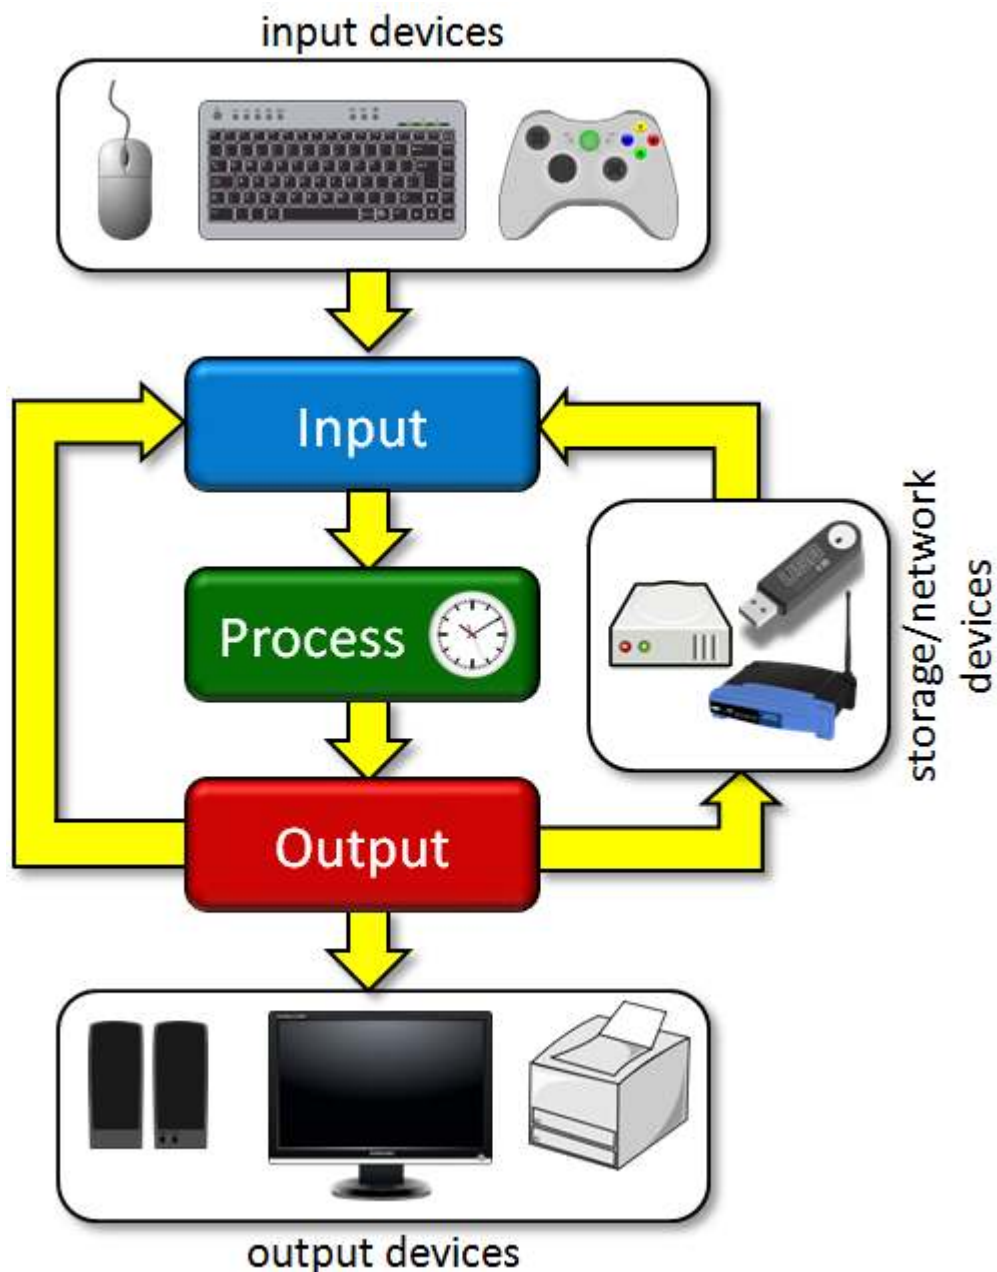 input devices
Input
Process
storage/network
devices
Output
output devices